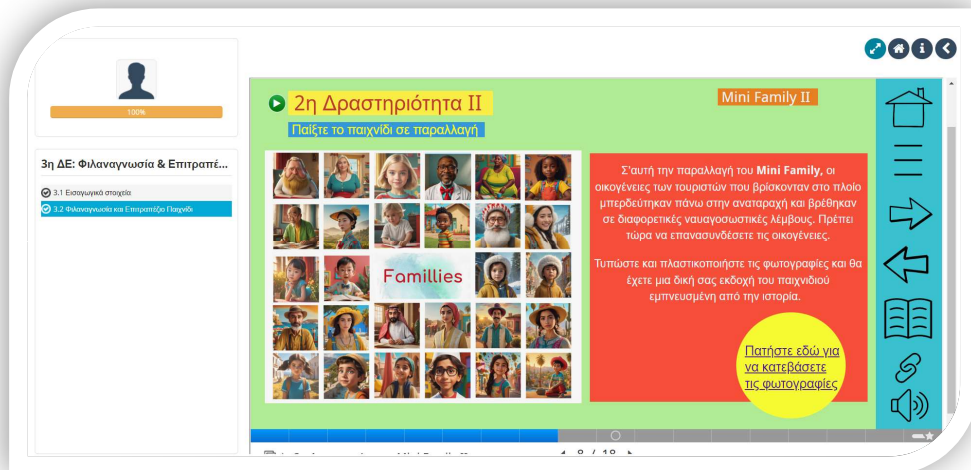 100%
3η ΔΕ: Φιλαναγνωσία & Επιτραπέ...
3.1 Εισαγωγικά στοιχεία
3.2 Φιλαναγνωσία και Επιτραπέζιο Παιχνίδι
2η Δραστηριότητα ΙΙ
Παίξτε το παιχνίδι σε παραλλαγή
Mini Family II
Famillies
Σ'αυτή την παραλλαγή του Mini Family, οι
οικογένειες των τουριστών που βρίσκονταν στο πλοίο
μπερδεύτηκαν πάνω στην αναταραχή και βρέθηκαν
σε διαφορετικές ναυαγοσωστικές λέμβους. Πρέπει
τώρα να επανασυνδέσετε τις οικογένειες.
Τυπώστε και πλαστικοποιήστε τις φωτογραφίες και θα
έχετε μια δική σας εκδοχή του παιχνιδιού
εμπνευσμένη από την ιστορία.
Πατήστε εδώ για
να κατεβάσετε
τις φωτογραφίες
8 / 18